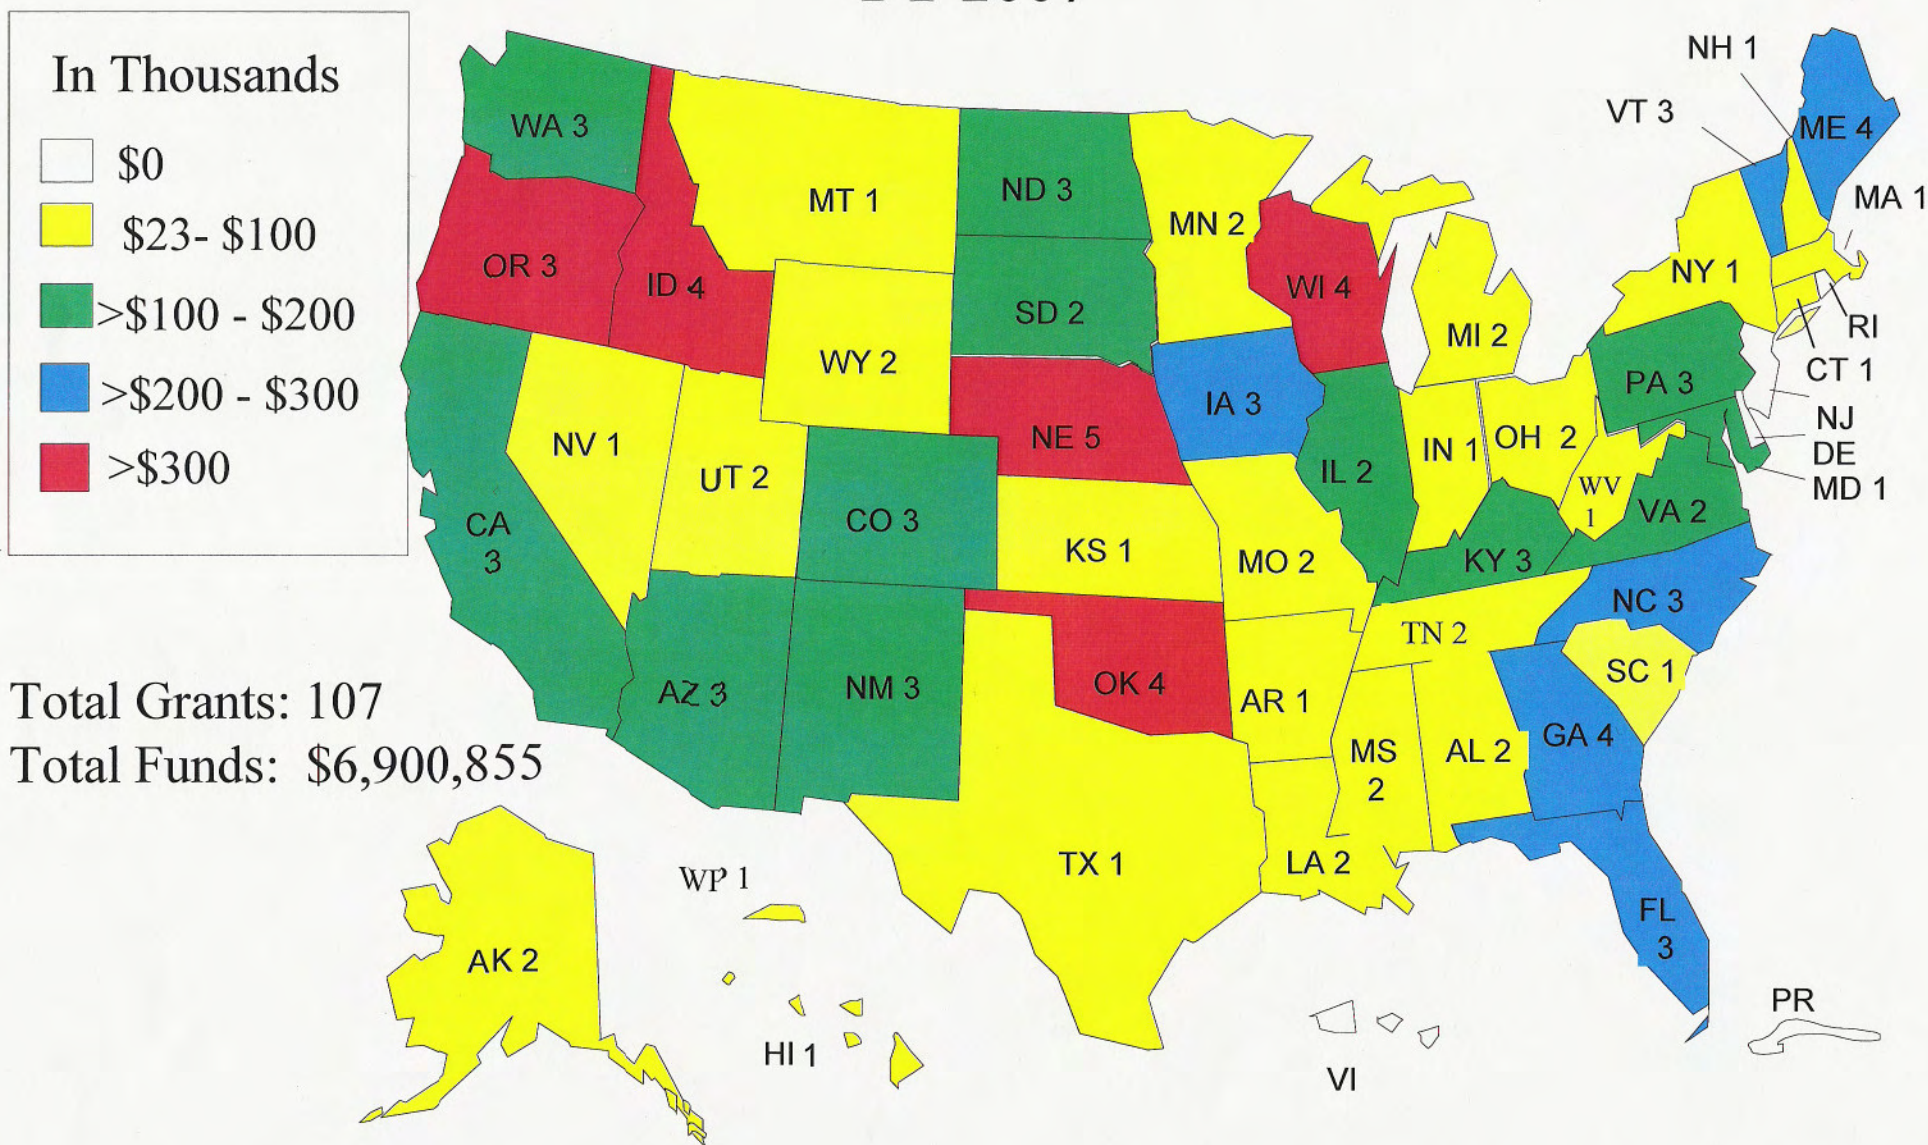 In Thousands
$0
$23- $100
>$100 - $200
>$200 - $300
>$300
Total Grants: 107
Total Funds: $6,900,855
NH 1
VT 3
ME 4
MA 1
WA 3
MT 1
ND 3
MN 2
OR 3
ID 4
SD 2
WI 4
MI 2
NY 1
RI
CT 1
WY 2
NE 5
IA 3
PA 3
NJ
DE
MD 1
NV 1
UT 2
CO 3
IL 2
IN 1
OH 2
WV
1
VA 2
CA
3
KS 1
MO 2
KY 3
NC 3
TN 2
SC 1
AZ 3
NM 3
OK 4
AR 1
MS
2
AL 2
GA 4
TX 1
LA 2
FL
3
WP 1
AK 2
HI 1
VI
PR